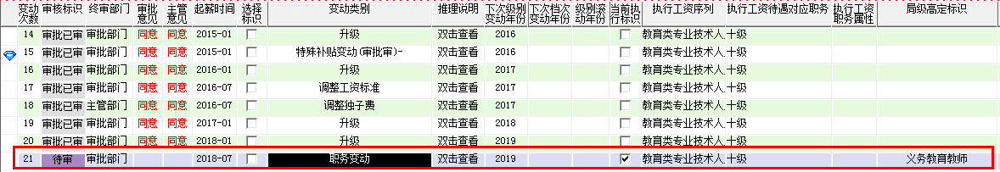 变动次数 审核标识 终审部门 审批意见 主管意见 起薪时间 选择标识 变动类别 推理说明 下次级别变动年份 下次档次变动年份 级别滚动年份 当前执行标识 执行工资序列 执行工资待遇对应职务 执行工资职务属性 局级高定标识
14 审批已审 审批部门 同意 同意 2015-01 升级 双击查看 2016 教育类专业技术人 十级
15 审批已审 审批部门 同意 同意 2015-01 特殊补贴变动(审批审)- 双击查看 2016 教育类专业技术人 十级
16 审批已审 审批部门 同意 同意 2016-01 升级 双击查看 2017 教育类专业技术人 十级
17 审批已审 审批部门 同意 同意 2016-07 调整工资标准 双击查看 2017 教育类专业技术人 十级
18 审批已审 主管部门 同意 同意 2016-07 调整独子费 双击查看 2017 教育类专业技术人 十级
19 审批已审 审批部门 同意 同意 2017-01 升级 双击查看 2018 教育类专业技术人 十级
20 审批已审 审批部门 同意 同意 2018-01 升级 双击查看 2019 教育类专业技术人 十级
21 待审 审批部门 2018-07 职务变动 双击查看 2019 教育类专业技术人 十级 义务教育教师